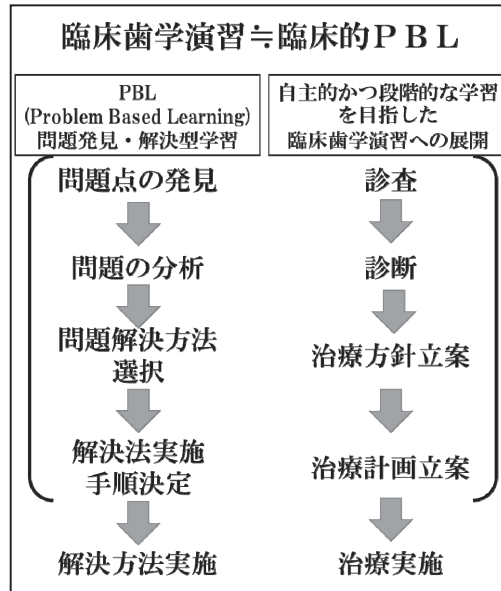 臨床歯学演習≒臨床的PBL
PBL
(Problem Based Learning)
問題発見・解決型学習
自主的かつ段階的な学習
を目指した
臨床歯学演習への展開
問題点の発見
問題の分析
問題解決方法
選択
解決法実施
手順決定
解決方法実施
診査
診断
治療方針立案
治療計画立案
治療実施